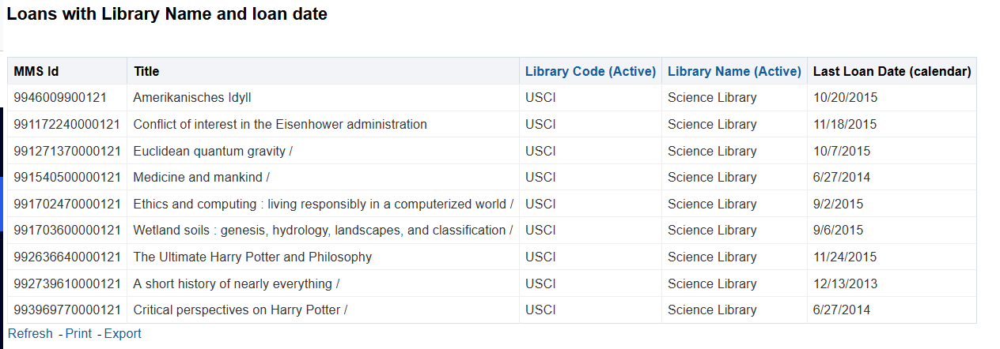 Loans with Library Name and loan date
MMS Id Title Library Code (Active) Library Name (Active) Last Loan Date (calendar)
9946009900121 Amerikanisches Idyll USCI Science Library 10/20/2015
991172240000121 Conflict of interest in the Eisenhower administration USCI Science Library 11/18/2015
991271370000121 Euclidean quantum gravity / USCI Science Library 10/7/2015
991540500000121 Medicine and mankind / USCI Science Library 6/27/2014
991702470000121 Ethics and computing : living responsibly in a computerized world / USCI Science Library 9/2/2015
991703600000121 Wetland soils : genesis, hydrology, landscapes, and classification / USCI Science Library 9/6/2015
992636640000121 The Ultimate Harry Potter and Philosophy USCI Science Library 11/24/2015
992739610000121 A short history of nearly everything / USCI Science Library 12/13/2013
993969770000121 Critical perspectives on Harry Potter / USCI Science Library 6/27/2014
Refresh - Print - Export